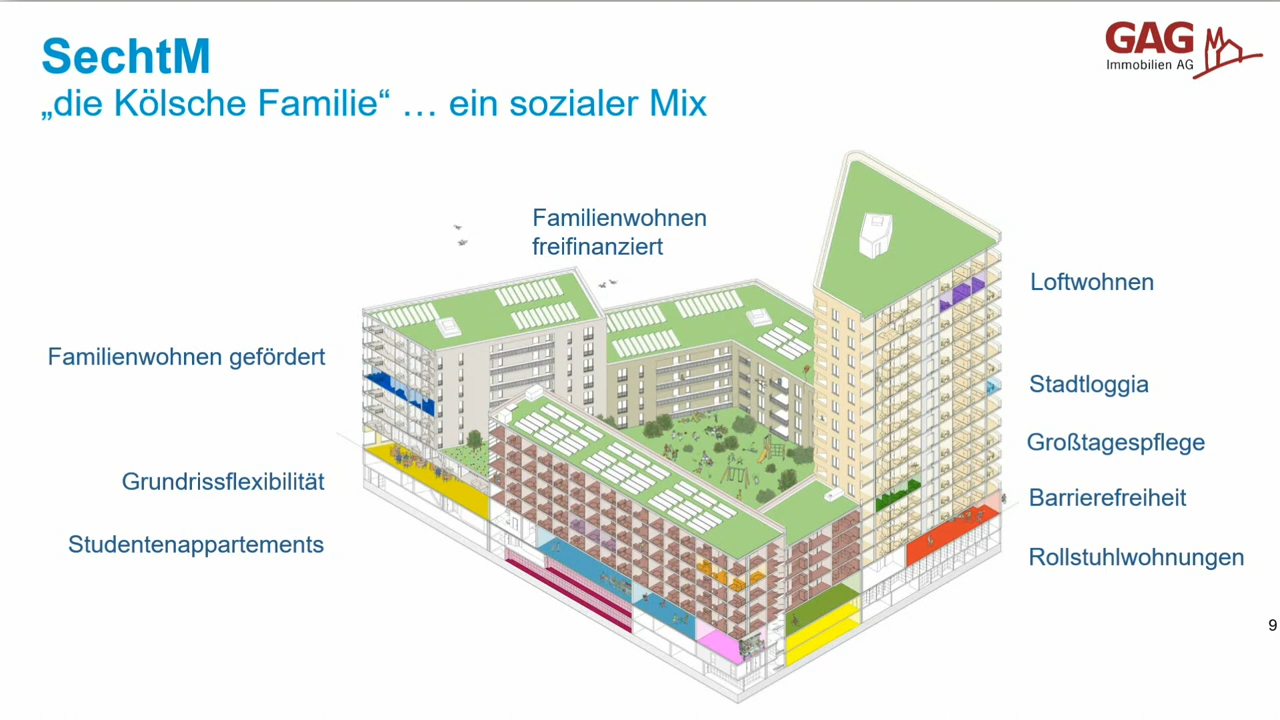 SechtM
„die Kölsche Familie“ … ein sozialer Mix
GAG
Immobilien AG
Familienwohnen
freifinanziert
Loftwohnen
Familienwohnen gefördert
Stadtloggia
Großtagespflege
Grundrissflexibilität
Barrierefreiheit
Studentenappartements
Rollstuhlwohnungen
9